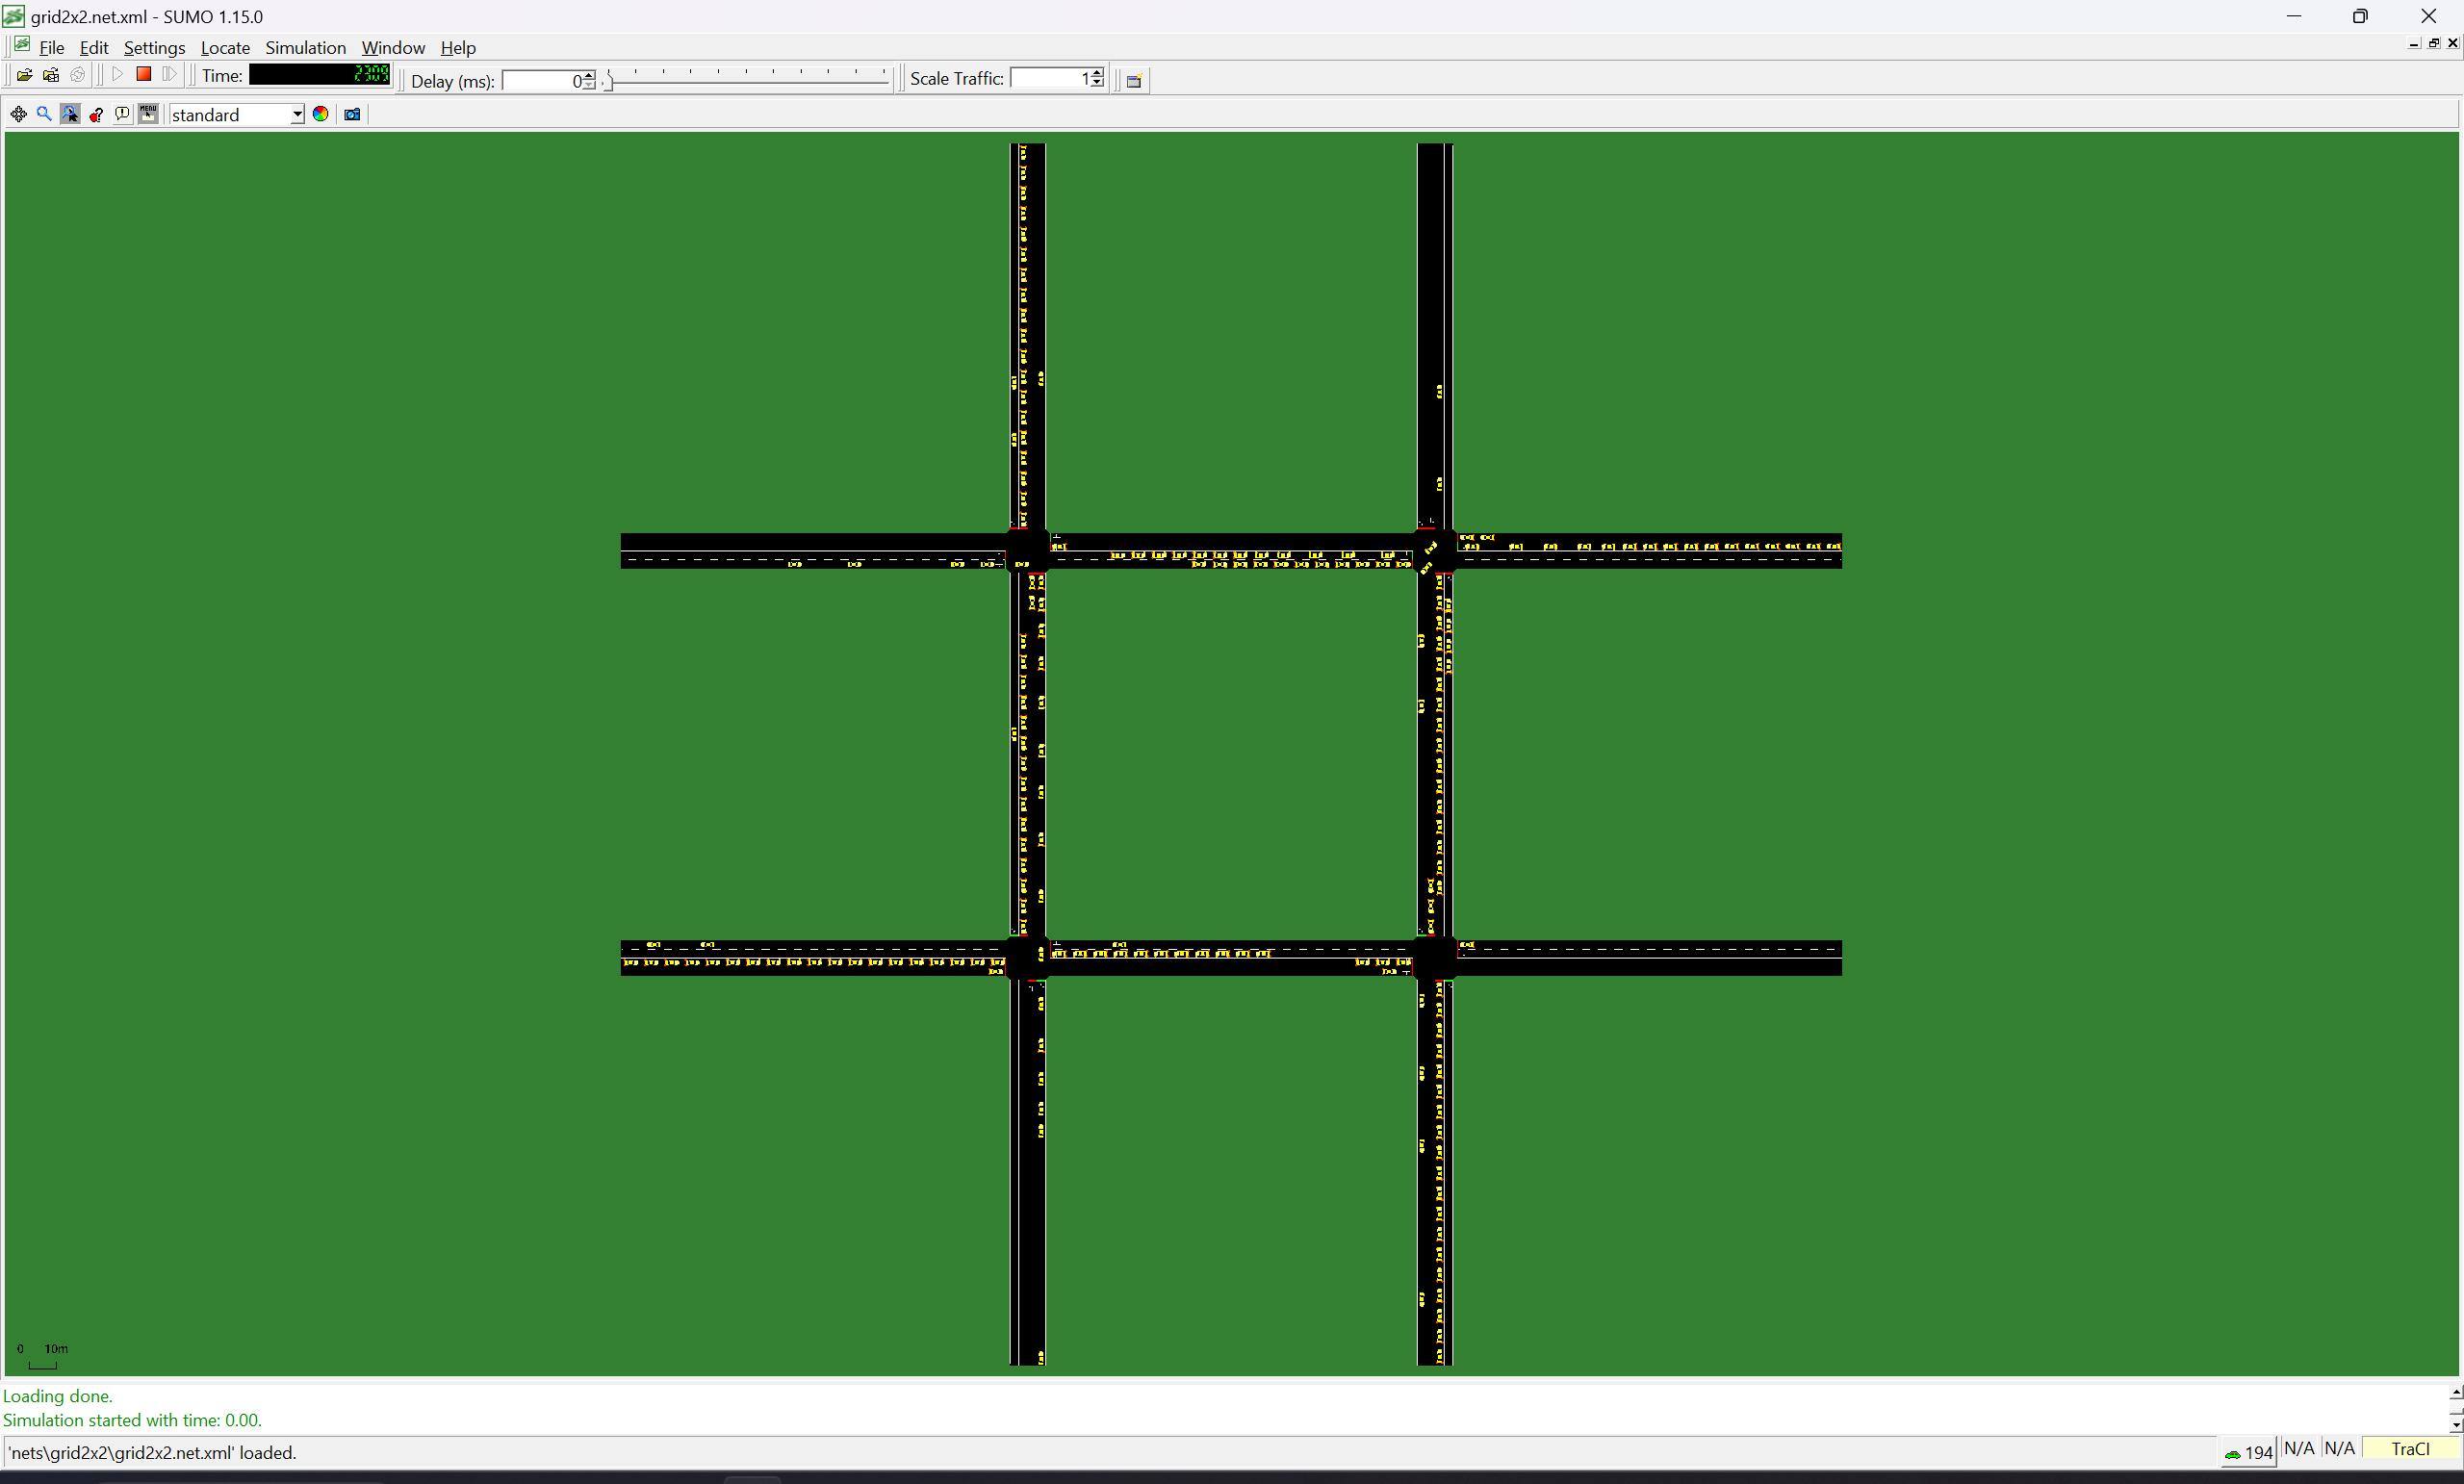 grid2x2.net.xml - SUMO 1.15.0
File Edit Settings Locate Simulation Window Help
Time: 2309 Delay (ms): 0 Scale Traffic: 1
MENU standard
0 10m
Loading done.
Simulation started with time: 0.00.
'nets\grid2x2\grid2x2.net.xml' loaded.
194 N/A N/A TraCI